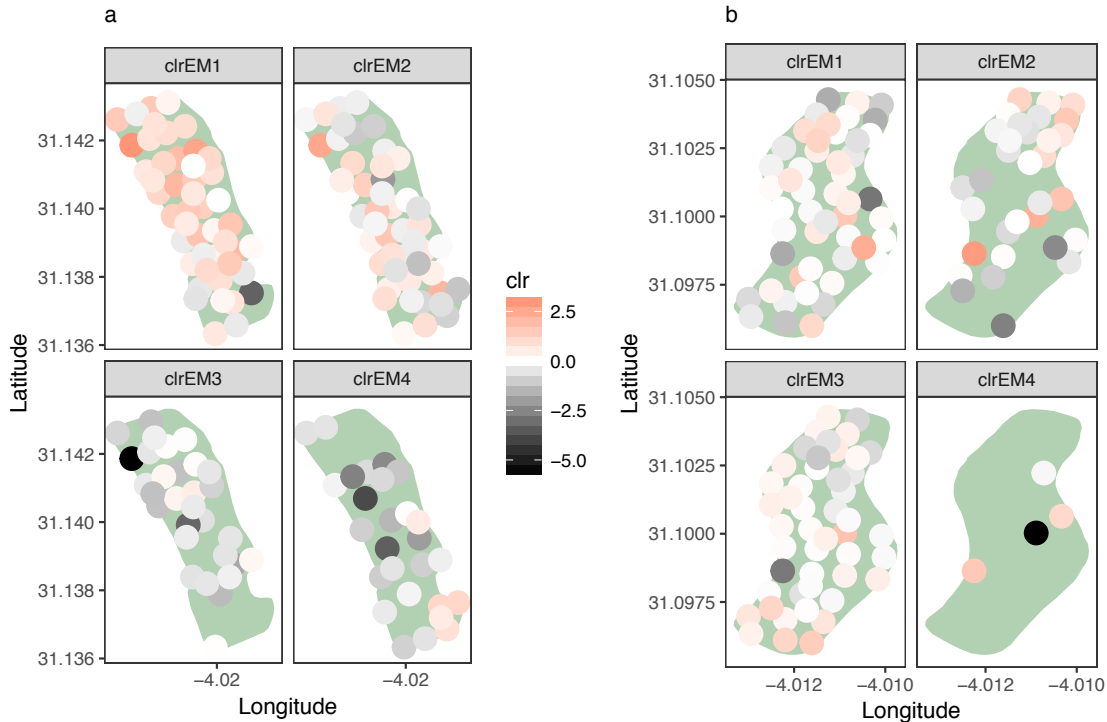 a
clrEM1
clrEM2
31.142
31.140
31.138
31.136
clrEM3
clrEM4
31.142
31.140
31.138
31.136
−4.02
−4.02
Latitude
Longitude
clr
2.5
0.0
−2.5
−5.0
b
clrEM1
clrEM2
31.1050
31.1025
31.1000
31.0975
clrEM3
clrEM4
31.1050
31.1025
31.1000
31.0975
−4.012
−4.010
−4.012
−4.010
Latitude
Longitude